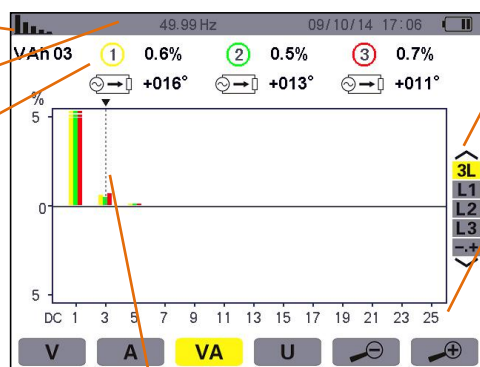 49.99 Hz 09/10/14 17:06
VAh 03 1 0.6% 2 0.5% 3 0.7%
+016° +013° +011°
%
5
0
5
3L
L1
L2
L3
-.+
DC 1 3 5 7 9 11 13 15 17 19 21 23 25
V A VA U